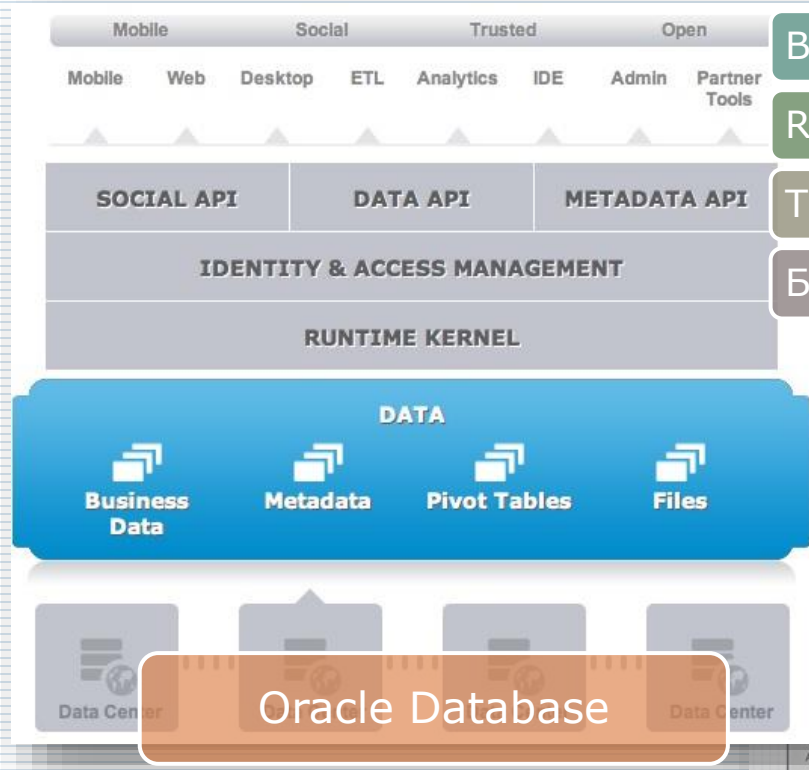 Mobile Social Trusted Open
Mobile Web Desktop ETL Analytics IDE Admin Partner Tools
B
R
T
Б
SOCIAL API DATA API METADATA API
IDENTITY & ACCESS MANAGEMENT
RUNTIME KERNEL
DATA
Business Data Metadata Pivot Tables Files
Data Center Data Center
Oracle Database